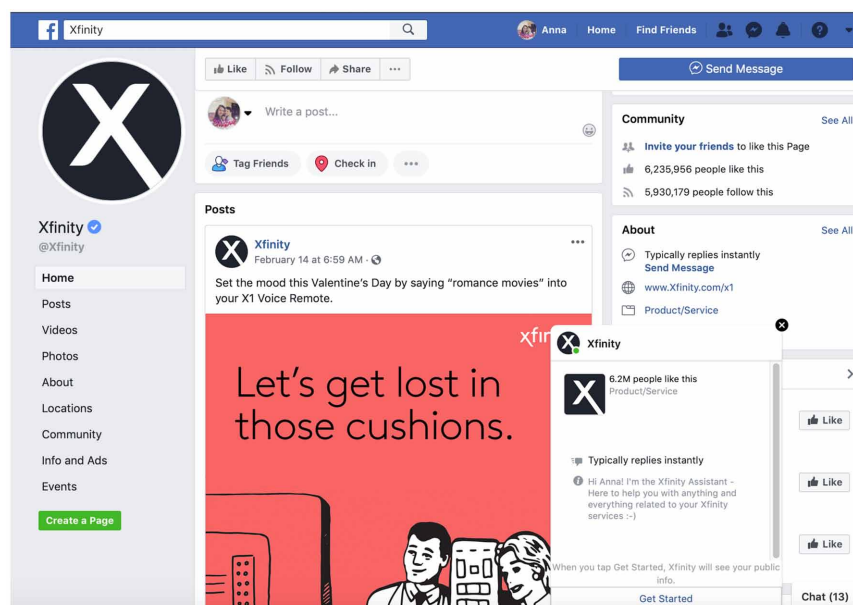 Xfinity
Anna
Home
Find Friends
Like
Follow
Share
Send Message
Write a post...
Tag Friends
Check in
Xfinity
@Xfinity
Home
Posts
Videos
Photos
About
Locations
Community
Info and Ads
Events
Create a Page
Posts
Xfinity
February 14 at 6:59 AM ·
Set the mood this Valentine's Day by saying “romance movies” into
your X1 Voice Remote.
Let's get lost in
those cushions.
Community
See All
Invite your friends to like this Page
6,235,956 people like this
5,930,179 people follow this
About
See All
Typically replies instantly
Send Message
www.Xfinity.com/x1
Product/Service
Xfinity
6.2M people like this
Product/Service
Typically replies instantly
Hi Anna! I'm the Xfinity Assistant -
Here to help you with anything and
everything related to your Xfinity
services :-)
When you tap Get Started, Xfinity will see your public
info.
Get Started
Like
Like
Like
Chat (13)